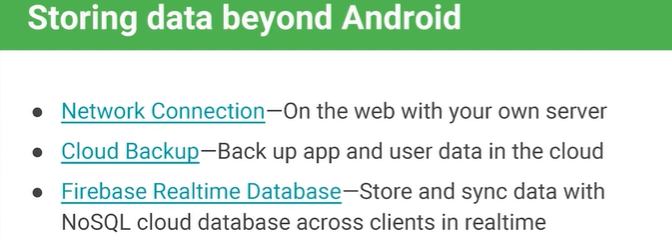 Storing data beyond Android
● Network Connection—On the web with your own server
● Cloud Backup—Back up app and user data in the cloud
● Firebase Realtime Database—Store and sync data with
NoSQL cloud database across clients in realtime